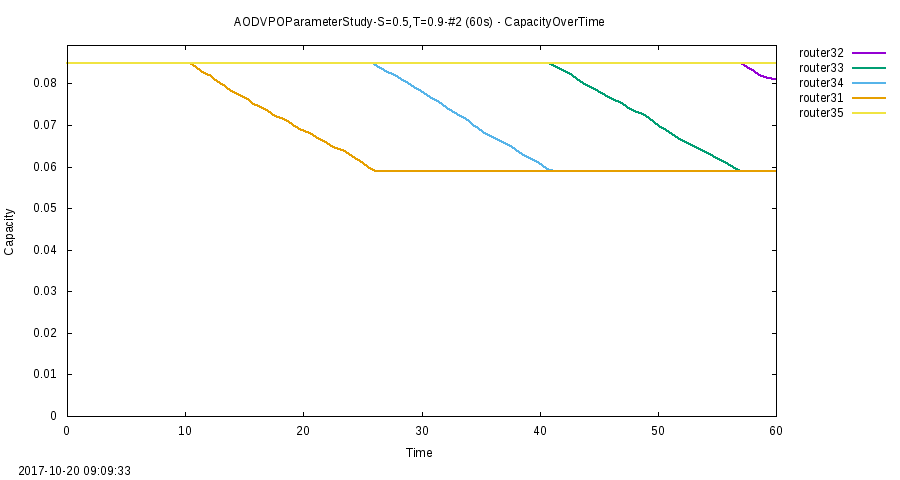 AODVPOParameterStudy-S=0.5,T=0.9-#2 (60s) - CapacityOverTime
router32
router33
router34
router31
router35
0.08
0.07
0.06
0.05
0.04
0.03
0.02
0.01
0
Capacity
0 10 20 30 40 50 60
Time
2017-10-20 09:09:33